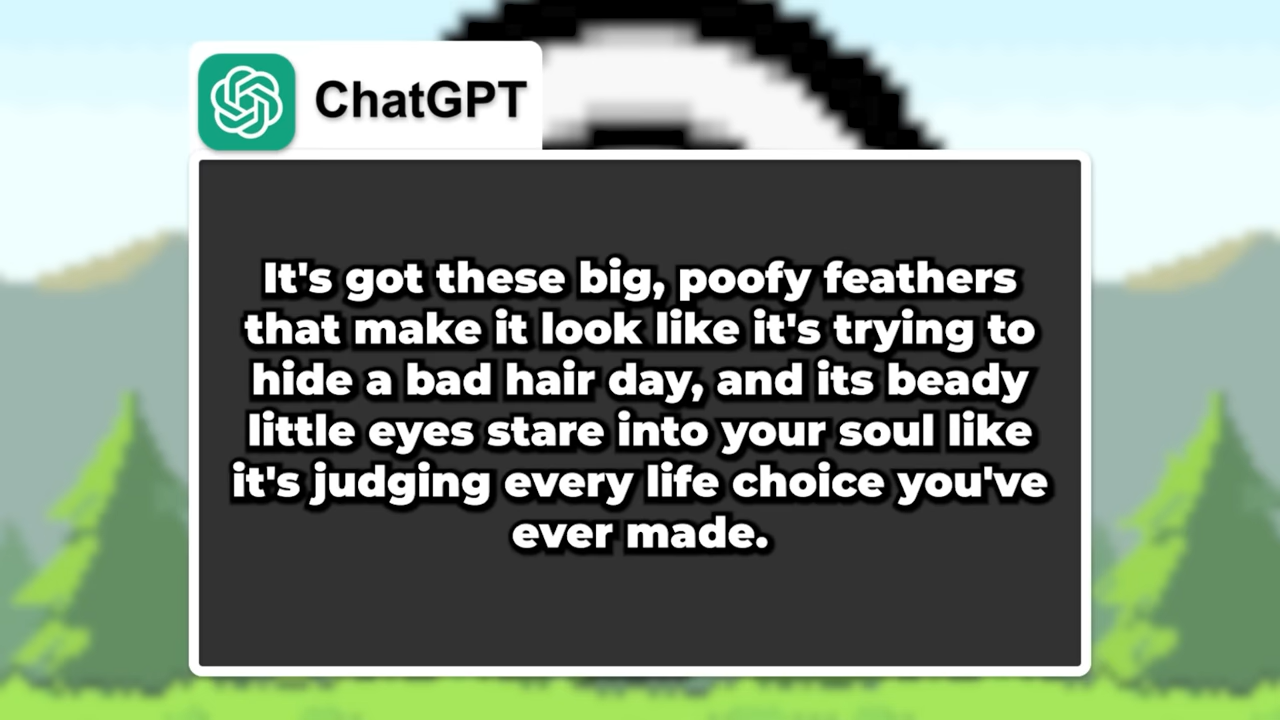 ChatGPT
It's got these big, poofy feathers
that make it look like it's trying to
hide a bad hair day, and its beady
little eyes stare into your soul like
it's judging every life choice you've
ever made.